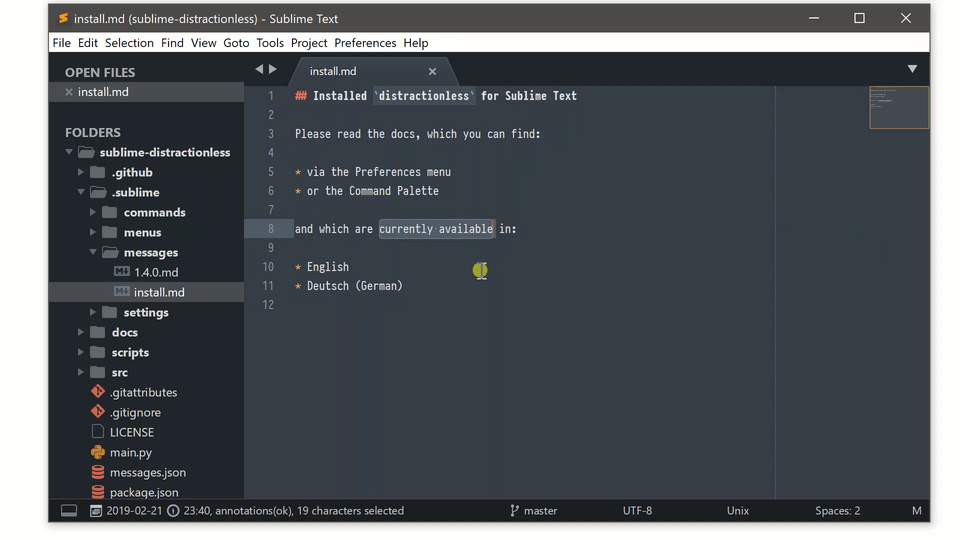 install.md (sublime-distractionless) - Sublime Text
File Edit Selection Find View Goto Tools Project Preferences Help
OPEN FILES
install.md
FOLDERS
sublime-distractionless
.github
.sublime
commands
menus
messages
1.4.0.md
install.md
settings
docs
scripts
src
.gitattributes
.gitignore
LICENSE
main.py
messages.json
package.json
install.md
1 ## Installed `distractionless` for Sublime Text
2
3 Please read the docs, which you can find:
4
5 * via the Preferences menu
6 * or the Command Palette
7
8 and which are currently available in:
9
10 * English
11 * Deutsch (German)
12
2019-02-21 23:40, annotations(ok), 19 characters selected master UTF-8 Unix Spaces: 2 M